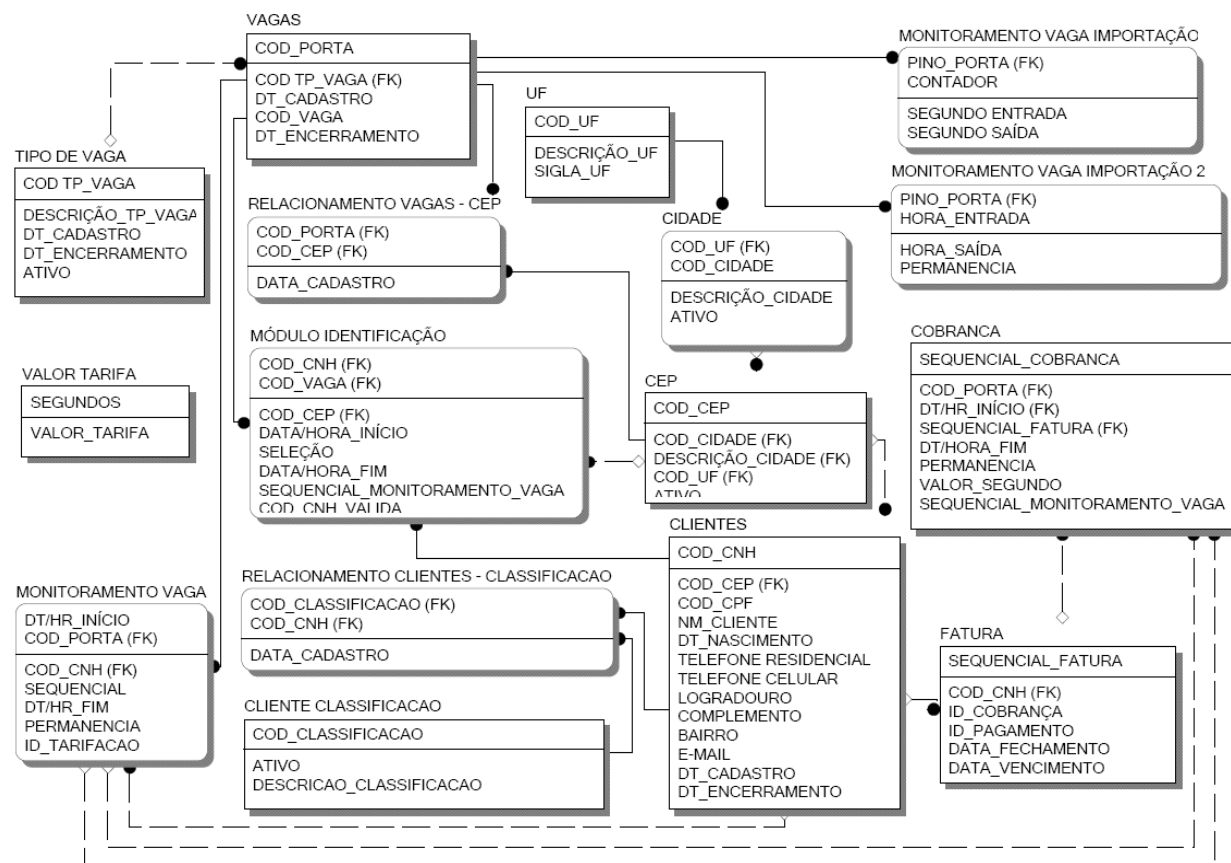 VAGAS
COD_PORTA
COD TP_VAGA (FK)
DT_CADASTRO
COD_VAGA
DT_ENCERRAMENTO
MONITORAMENTO VAGA IMPORTAÇÃO
PINO_PORTA (FK)
CONTADOR
SEGUNDO ENTRADA
SEGUNDO SAÍDA
UF
COD_UF
DESCRIÇÃO_UF
SIGLA_UF
TIPO DE VAGA
COD TP_VAGA
DESCRIÇÃO_TP_VAGA
DT_CADASTRO
DT_ENCERRAMENTO
ATIVO
MONITORAMENTO VAGA IMPORTAÇÃO 2
PINO_PORTA (FK)
HORA_ENTRADA
HORA_SAÍDA
PERMANENCIA
RELACIONAMENTO VAGAS - CEP
COD_PORTA (FK)
COD_CEP (FK)
DATA_CADASTRO
CIDADE
COD_UF (FK)
COD_CIDADE
DESCRIÇÃO_CIDADE
ATIVO
MÓDULO IDENTIFICAÇÃO
COD_CNH (FK)
COD_VAGA (FK)
COD_CEP (FK)
DATA/HORA_INÍCIO
SELEÇÃO
DATA/HORA_FIM
SEQUENCIAL_MONITORAMENTO_VAGA
COD_CNH_VALIDA
COBRANCA
SEQUENCIAL_COBRANCA
COD_PORTA (FK)
DT/HR_INÍCIO (FK)
SEQUENCIAL_FATURA (FK)
DT/HORA_FIM
PERMANENCIA
VALOR_SEGUNDO
SEQUENCIAL_MONITORAMENTO_VAGA
VALOR TARIFA
SEGUNDOS
VALOR_TARIFA
CEP
COD_CEP
COD_CIDADE (FK)
DESCRIÇÃO_CIDADE (FK)
COD_UF (FK)
ATIVO
CLIENTES
COD_CNH
COD_CEP (FK)
COD_CPF
NM_CLIENTE
DT_NASCIMENTO
TELEFONE RESIDENCIAL
TELEFONE CELULAR
LOGRADOURO
COMPLEMENTO
BAIRRO
E-MAIL
DT_CADASTRO
DT_ENCERRAMENTO
RELACIONAMENTO CLIENTES - CLASSIFICACAO
COD_CLASSIFICACAO (FK)
COD_CNH (FK)
DATA_CADASTRO
MONITORAMENTO VAGA
DT/HR_INÍCIO
COD_PORTA (FK)
COD_CNH (FK)
SEQUENCIAL
DT/HR_FIM
PERMANENCIA
ID_TARIFACAO
FATURA
SEQUENCIAL_FATURA
COD_CNH (FK)
ID_COBRANÇA
ID_PAGAMENTO
DATA_FECHAMENTO
DATA_VENCIMENTO
CLIENTE CLASSIFICACAO
COD_CLASSIFICACAO
ATIVO
DESCRICAO_CLASSIFICACAO